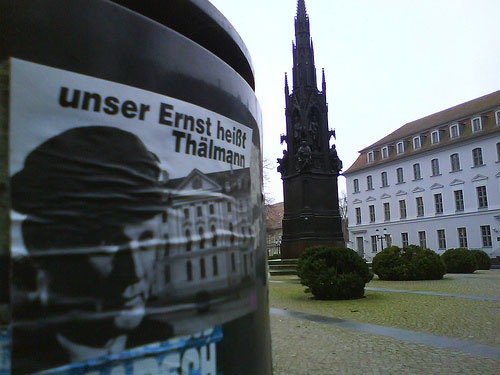 unser Ernst heißt
Thälmann